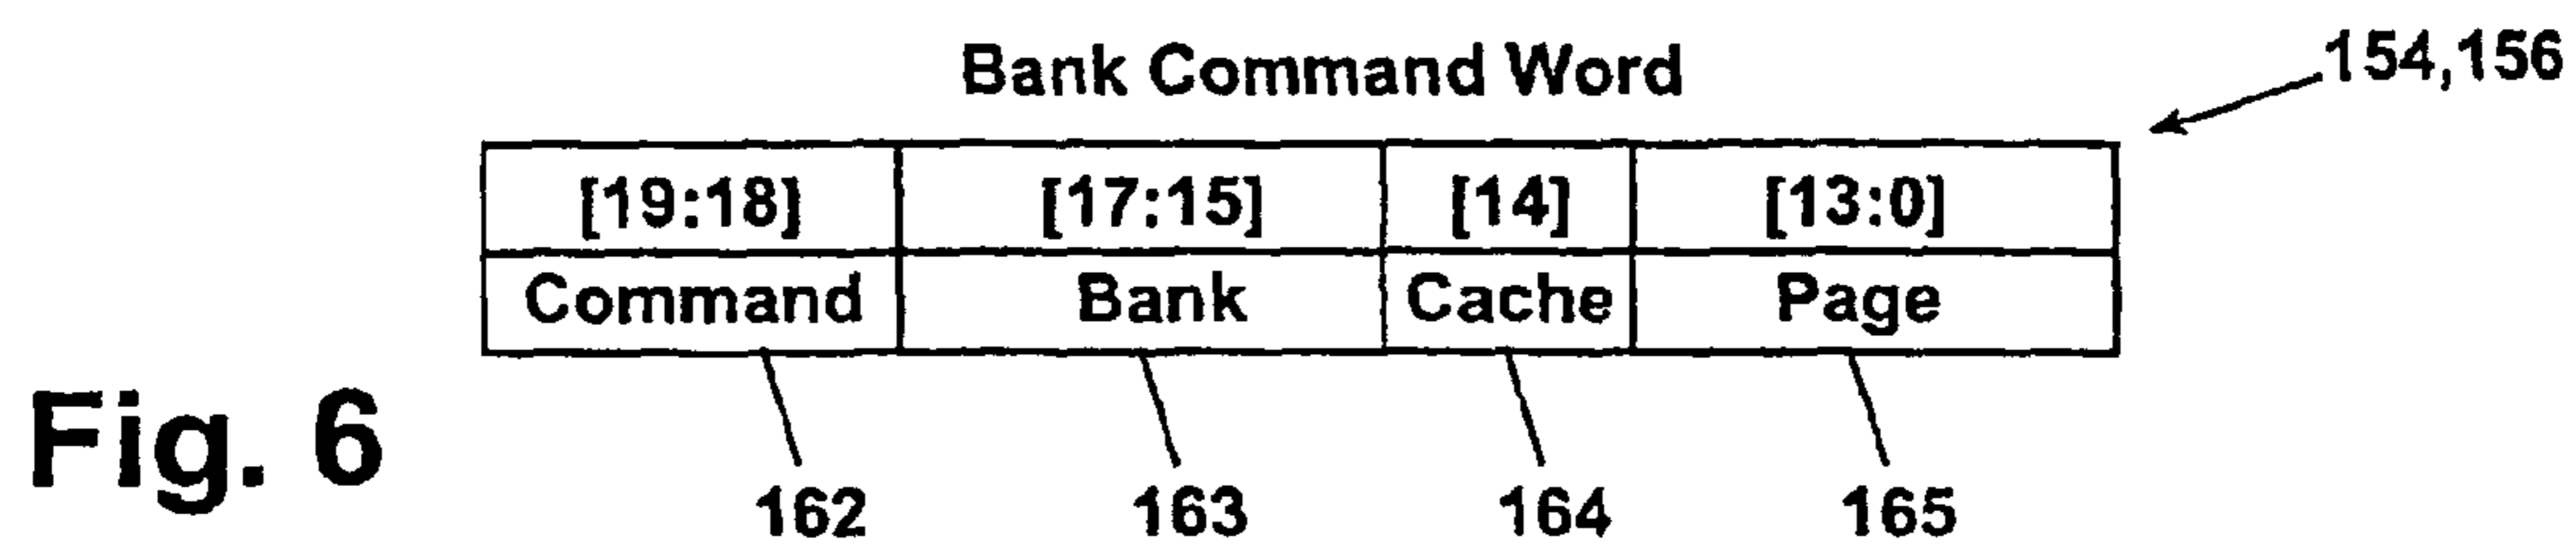 Bank Command Word
154,156
[19:18] [17:15] [14] [13:0]
Command Bank Cache Page
162 163 164 165
Fig. 6